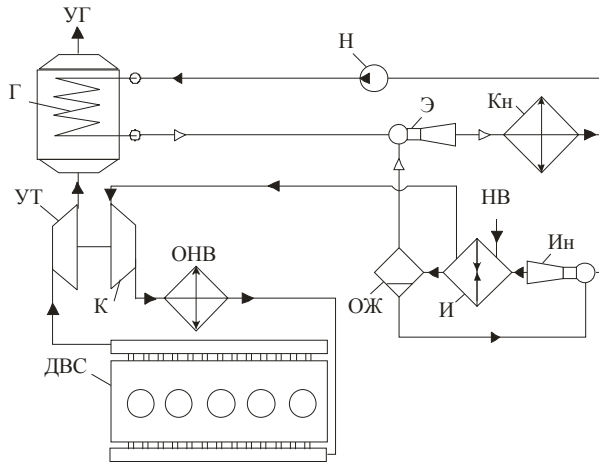 УГ
Н
Г
Э
Кн
УТ
НВ
ОНВ
Ин
К
ОЖ
И
ДВС